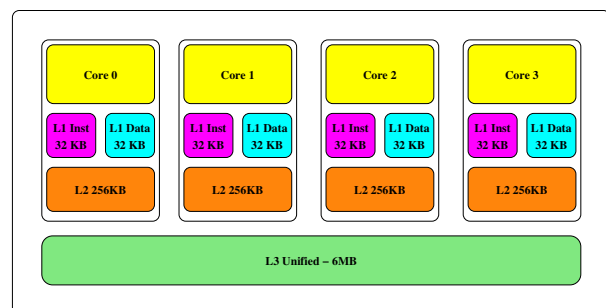 Core 0
Core 1
Core 2
Core 3
L1 Inst
32 KB
L1 Data
32 KB
L1 Inst
32 KB
L1 Data
32 KB
L1 Inst
32 KB
L1 Data
32 KB
L1 Inst
32 KB
L1 Data
32 KB
L2 256KB
L2 256KB
L2 256KB
L2 256KB
L3 Unified – 6MB